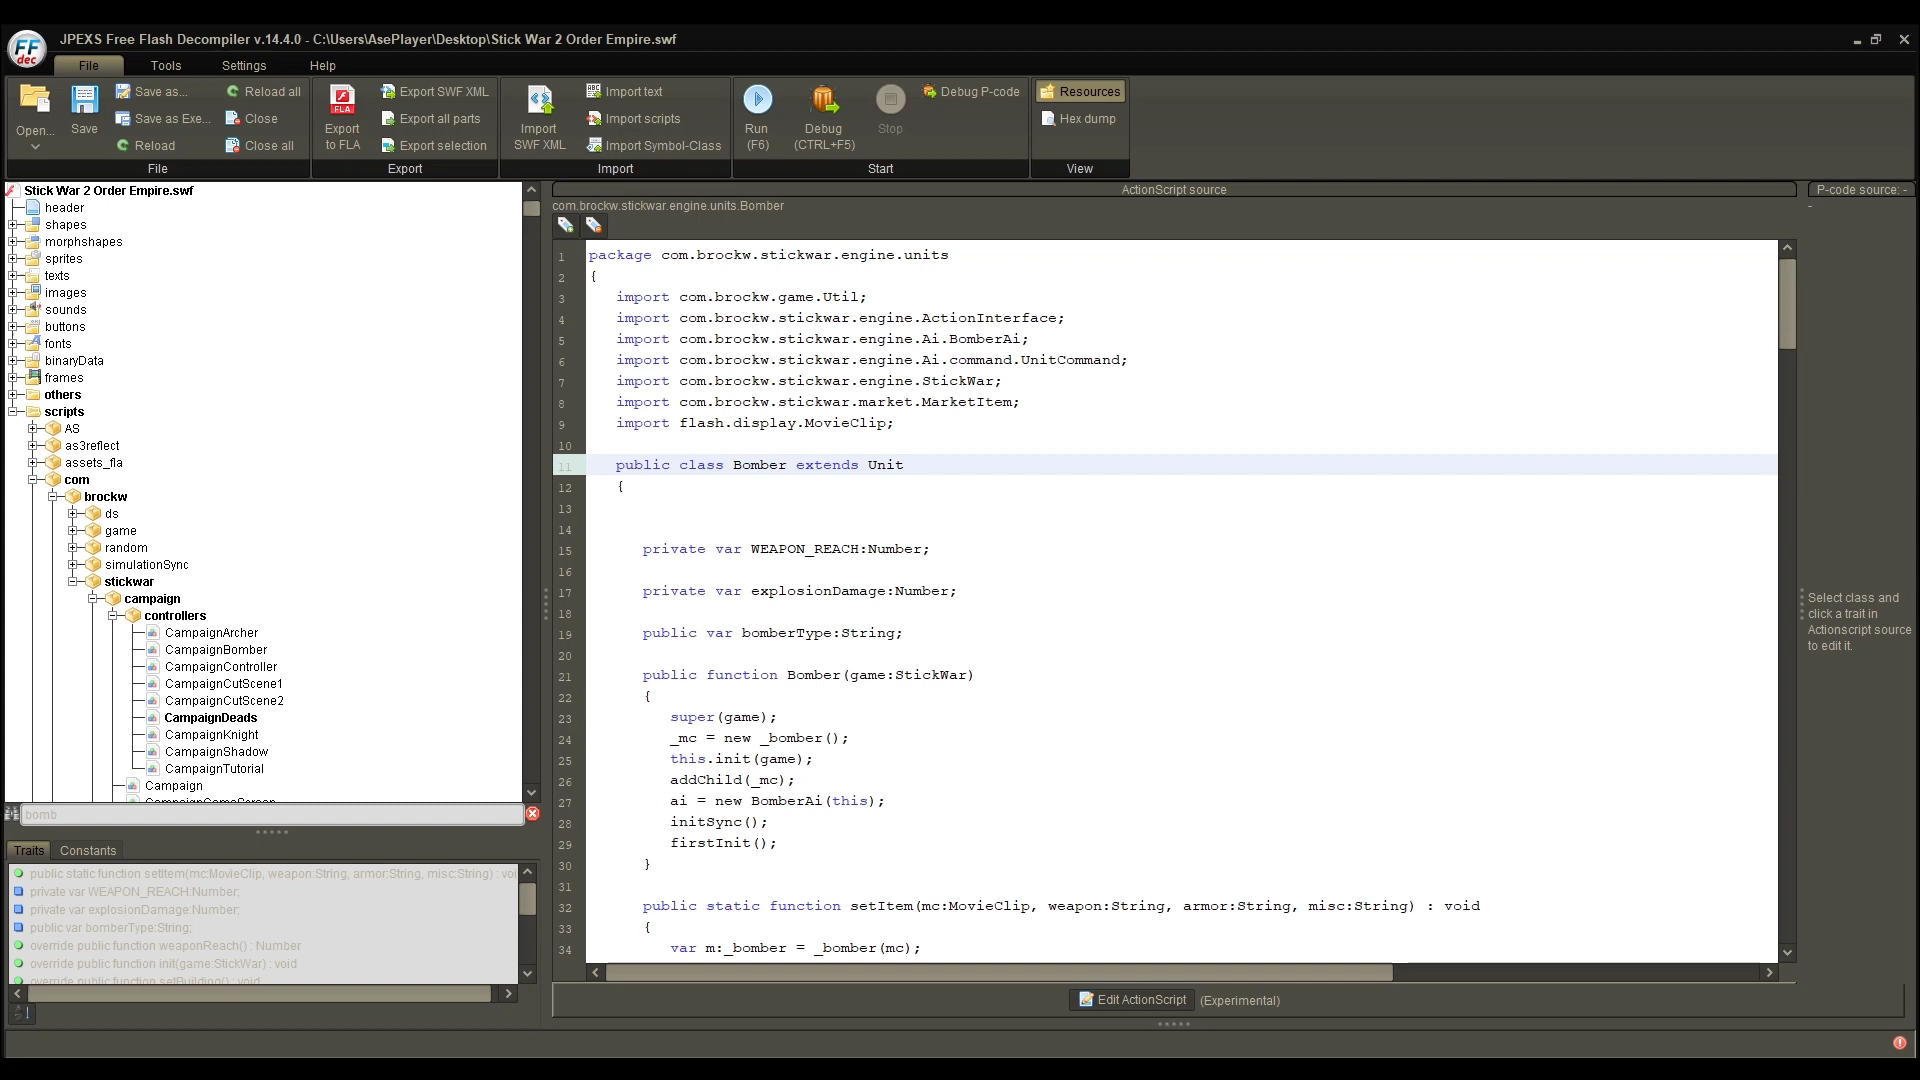 FF
dec
JPEXS Free Flash Decompiler v.14.4.0 - C:\Users\AsePlayer\Desktop\Stick War 2 Order Empire.swf
File
Tools
Settings
Help
Open...
Save
Save as...
Save as Exe...
Reload
Reload all
Close
Close all
File
FLA
Export
to FLA
Export SWF XML
Export all parts
Export selection
Export
Import
SWF XML
Import text
Import scripts
Import Symbol-Class
Import
Run
(F6)
Debug
(CTRL+F5)
Stop
Debug P-code
Start
Resources
Hex dump
View
Stick War 2 Order Empire.swf
header
shapes
morphshapes
sprites
texts
images
sounds
buttons
fonts
binaryData
frames
others
scripts
AS
as3reflect
assets_fla
com
brockw
ds
game
random
simulationSync
stickwar
campaign
controllers
CampaignArcher
CampaignBomber
CampaignController
CampaignCutScene1
CampaignCutScene2
CampaignDeads
CampaignKnight
CampaignShadow
CampaignTutorial
Campaign
CampaignGameScreen
bomb
Traits
Constants
public static function setItem(mc:MovieClip, weapon:String, armor:String, misc:String) : voi
private var WEAPON_REACH:Number;
private var explosionDamage:Number;
public var bomberType:String;
override public function weaponReach() : Number
override public function init(game:StickWar) : void
override public function setBuilding() : void
ActionScript source
com.brockw.stickwar.engine.units.Bomber
1 package com.brockw.stickwar.engine.units
2 {
3 import com.brockw.game.Util;
4 import com.brockw.stickwar.engine.ActionInterface;
5 import com.brockw.stickwar.engine.Ai.BomberAi;
6 import com.brockw.stickwar.engine.Ai.command.UnitCommand;
7 import com.brockw.stickwar.engine.StickWar;
8 import com.brockw.stickwar.market.MarketItem;
9 import flash.display.MovieClip;
10
11 public class Bomber extends Unit
12 {
13
14
15 private var WEAPON_REACH:Number;
16
17 private var explosionDamage:Number;
18
19 public var bomberType:String;
20
21 public function Bomber(game:StickWar)
22 {
23 super(game);
24 _mc = new _bomber();
25 this.init(game);
26 addChild(_mc);
27 ai = new BomberAi(this);
28 initSync();
29 firstInit();
30 }
31
32 public static function setItem(mc:MovieClip, weapon:String, armor:String, misc:String) : void
33 {
34 var m:_bomber = _bomber(mc);
Edit ActionScript
(Experimental)
P-code source: -
-
Select class and
click a trait in
Actionscript source
to edit it.